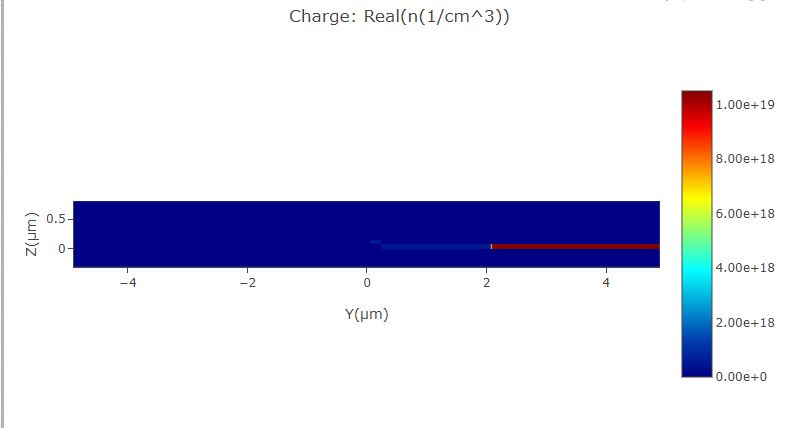 Charge: Real(n(1/cm^3))
1.00e+19
8.00e+18
6.00e+18
4.00e+18
2.00e+18
0.00e+0
Z(μm)
0.5
0
−4
−2
0
2
4
Y(μm)